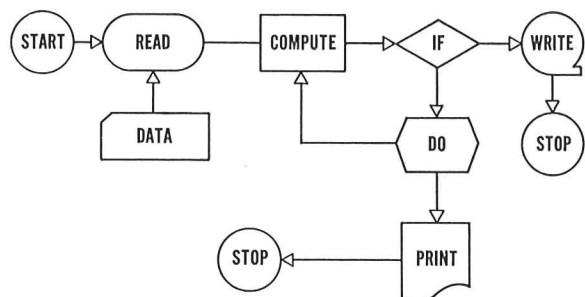 START
READ
COMPUTE
IF
WRITE
DATA
DO
STOP
STOP
PRINT